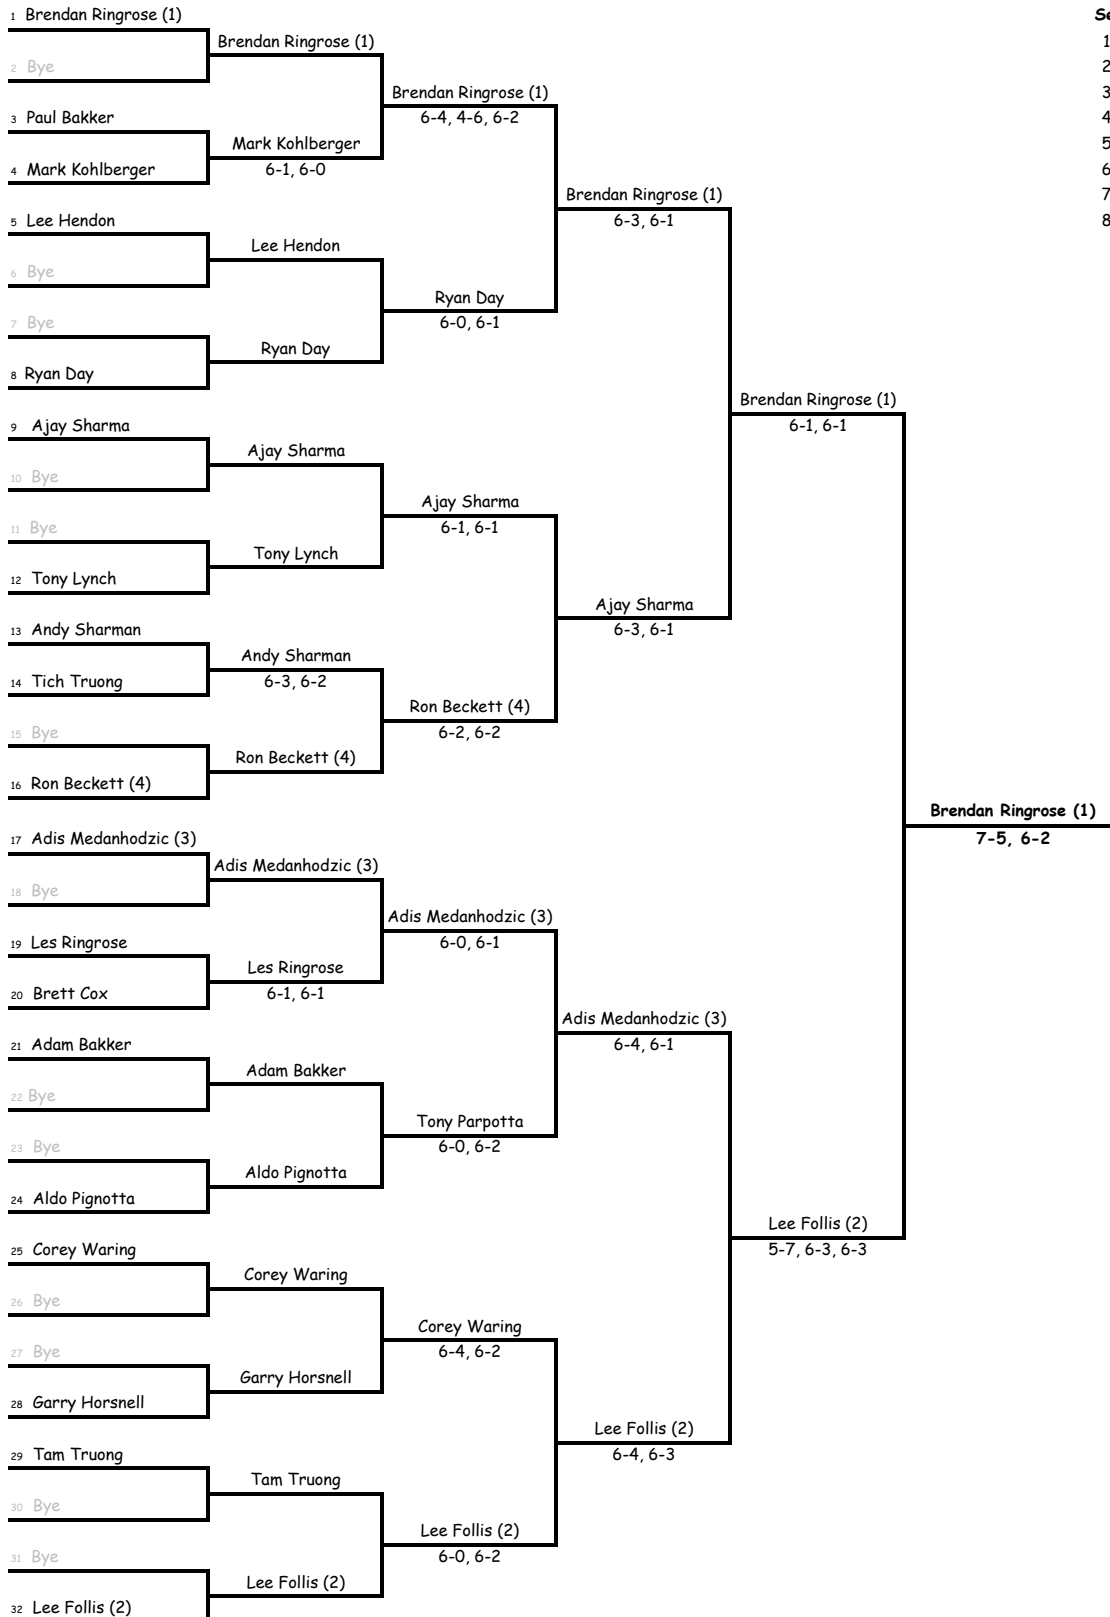 1 Brendan Ringrose (1)
2 Bye
3 Paul Bakker
4 Mark Kohlberger
5 Lee Hendon
6 Bye
7 Bye
8 Ryan Day
9 Ajay Sharma
10 Bye
11 Bye
12 Tony Lynch
13 Andy Sharman
14 Tich Truong
15 Bye
16 Ron Beckett (4)
17 Adis Medanhodzic (3)
18 Bye
19 Les Ringrose
20 Brett Cox
21 Adam Bakker
22 Bye
23 Bye
24 Aldo Pignotta
25 Corey Waring
26 Bye
27 Bye
28 Garry Horsnell
29 Tam Truong
30 Bye
31 Bye
32 Lee Follis (2)
Brendan Ringrose (1)
Mark Kohlberger
6-1, 6-0
Lee Hendon
Ryan Day
Ajay Sharma
Tony Lynch
Andy Sharman
6-3, 6-2
Ron Beckett (4)
Adis Medanhodzic (3)
Les Ringrose
6-1, 6-1
Adam Bakker
Aldo Pignotta
Corey Waring
Garry Horsnell
Tam Truong
Lee Follis (2)
Brendan Ringrose (1)
6-4, 4-6, 6-2
Ryan Day
6-0, 6-1
Ajay Sharma
6-1, 6-1
Ron Beckett (4)
6-2, 6-2
Adis Medanhodzic (3)
6-0, 6-1
Tony Parpotta
6-0, 6-2
Corey Waring
6-4, 6-2
Lee Follis (2)
6-0, 6-2
Brendan Ringrose (1)
6-3, 6-1
Ajay Sharma
6-3, 6-1
Adis Medanhodzic (3)
6-4, 6-1
Lee Follis (2)
6-4, 6-3
Brendan Ringrose (1)
6-1, 6-1
Lee Follis (2)
5-7, 6-3, 6-3
Brendan Ringrose (1)
7-5, 6-2
Se
1
2
3
4
5
6
7
8